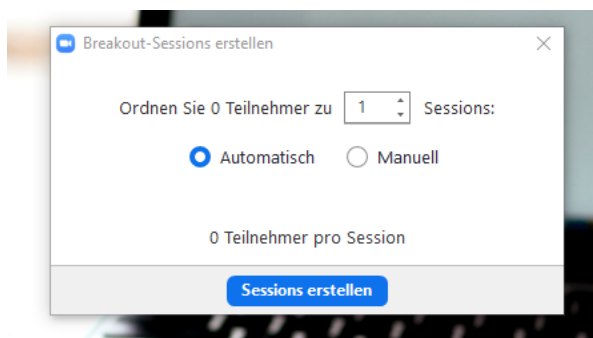 Breakout-Sessions erstellen
Ordnen Sie 0 Teilnehmer zu 1 Sessions:
Automatisch Manuell
0 Teilnehmer pro Session
Sessions erstellen